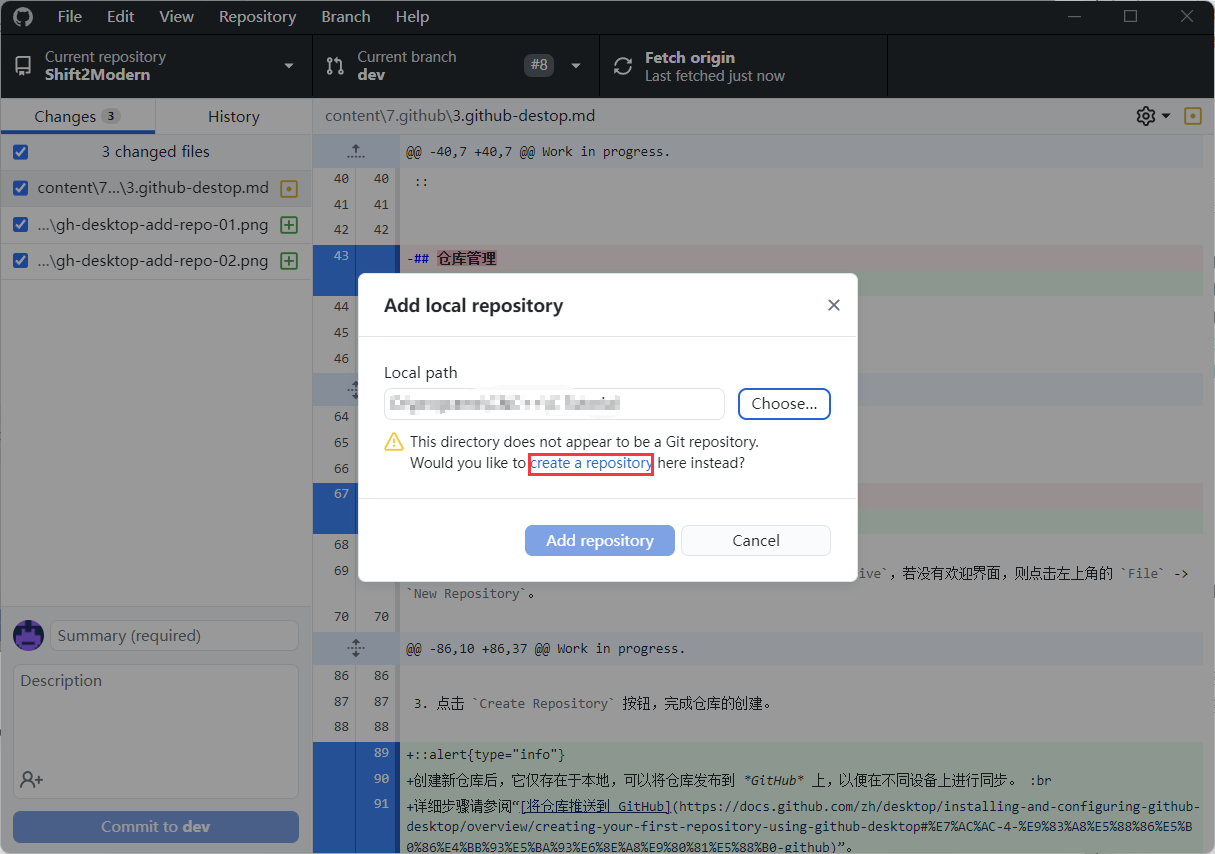 File Edit View Repository Branch Help
Current repository
Shift2Modern
Current branch
dev
#8
Fetch origin
Last fetched just now
Changes 3
History
content\7.github\3.github-destop.md
3 changed files
content\7...\3.github-destop.md
...\gh-desktop-add-repo-01.png
...\gh-desktop-add-repo-02.png
@@ -40,7 +40,7 @@ Work in progress.
40 40 ::
41 41
42 42
43 -## 仓库管理
44
45
46
64
65
66
67
68
69 ive`，若没有欢迎界面，则点击左上角的 `File` ->
`New Repository`。
70 70
@@ -86,10 +86,37 @@ Work in progress.
86 86
87 87 3. 点击 `Create Repository` 按钮，完成仓库的创建。
88 88
89 +::alert{type="info"}
90 +创建新仓库后，它仅存在于本地，可以将仓库发布到 *GitHub* 上，以便在不同设备上进行同步。 :br
91 +详细步骤请参阅“[将仓库推送到 GitHub](https://docs.github.com/zh/desktop/installing-and-configuring-github-
desktop/overview/creating-your-first-repository-using-github-desktop#%E7%AC%AC-4-%E9%83%A8%E5%88%86%E5%B
0%86%E4%BB%93%E5%BA%93%E6%8E%A8%E9%80%81%E5%88%B0-github)”。
Add local repository
Local path
Choose...
This directory does not appear to be a Git repository.
Would you like to create a repository here instead?
Add repository
Cancel
Summary (required)
Description
Commit to dev